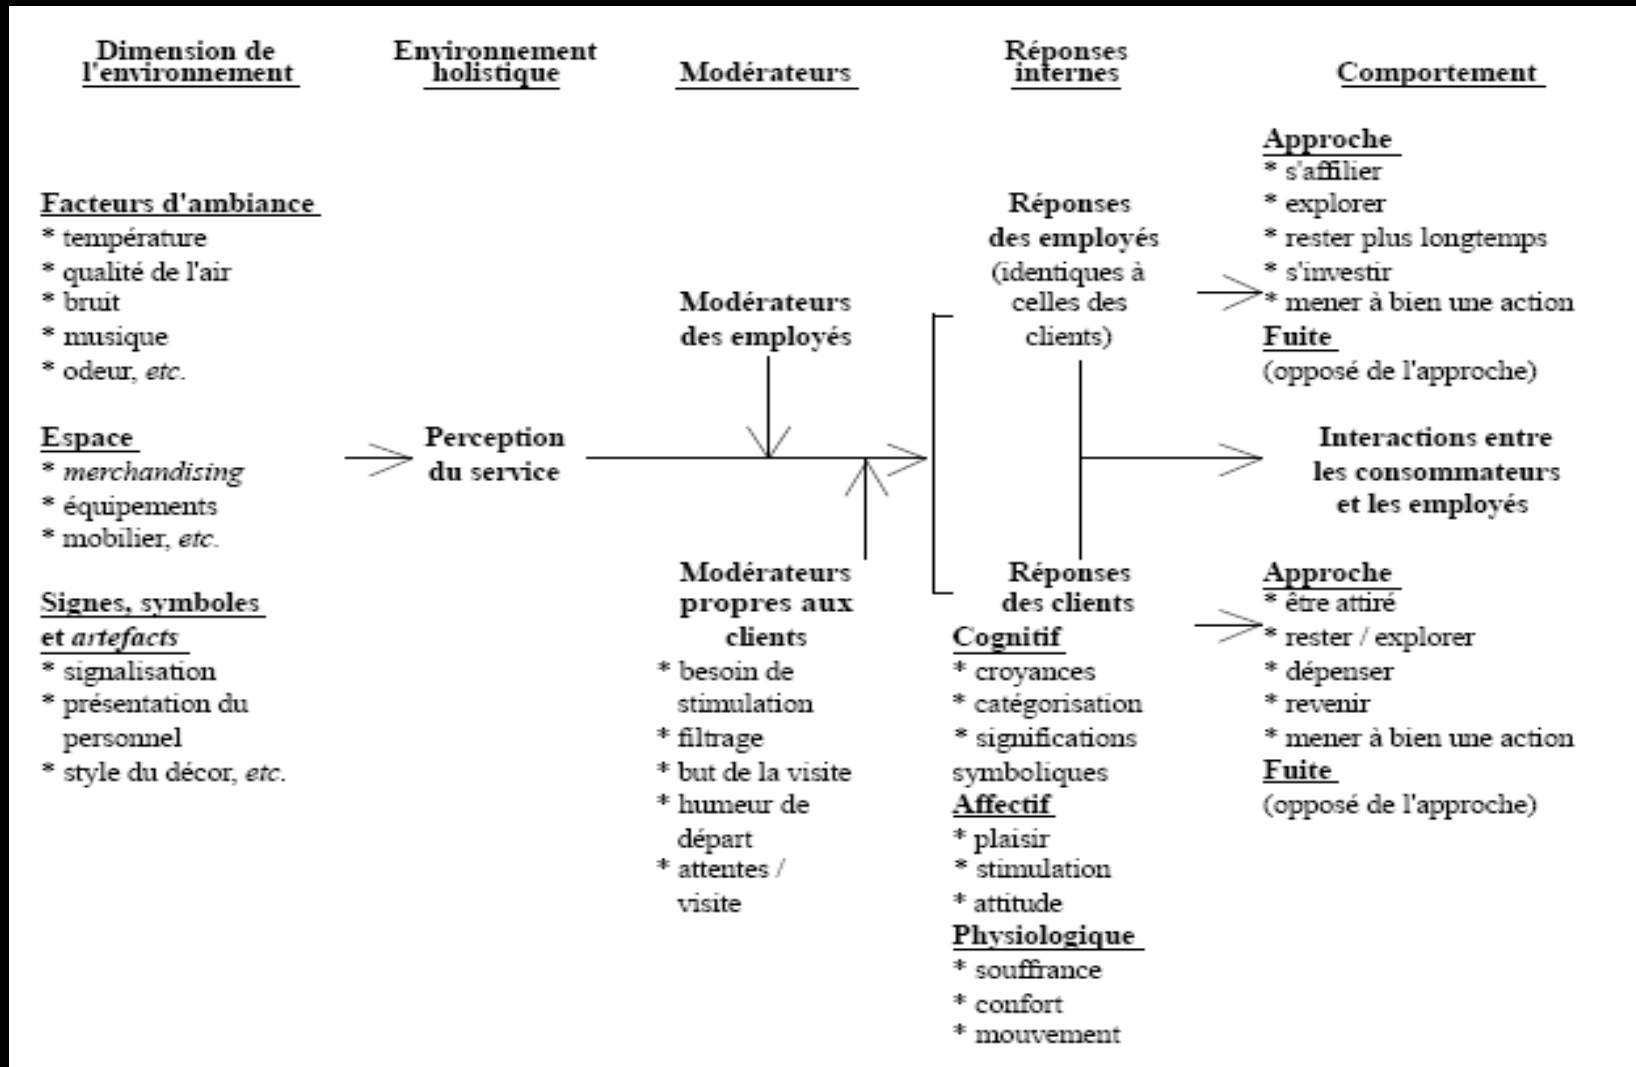 Dimension de
l'environnement
Environnement
holistique
Modérateurs
Réponses
internes
Comportement
Facteurs d'ambiance
* température
* qualité de l'air
* bruit
* musique
* odeur, etc.
Espace
* merchandising
* équipements
* mobilier, etc.
Signes, symboles
et artefacts
* signalisation
* présentation du
personnel
* style du décor, etc.
Perception
du service
Modérateurs
des employés
Modérateurs
propres aux
clients
* besoin de
stimulation
* filtrage
* but de la visite
* humeur de
départ
* attentes /
visite
Réponses
des employés
(identiques à
celles des
clients)
Réponses
des clients
Cognitif
* croyances
* catégorisation
* significations
symboliques
Affectif
* plaisir
* stimulation
* attitude
Physiologique
* souffrance
* confort
* mouvement
Approche
* s'affilier
* explorer
* rester plus longtemps
* s'investir
* mener à bien une action
Fuite
(opposé de l'approche)
Interactions entre
les consommateurs
et les employés
Approche
* être attiré
* rester / explorer
* dépenser
* revenir
* mener à bien une action
Fuite
(opposé de l'approche)